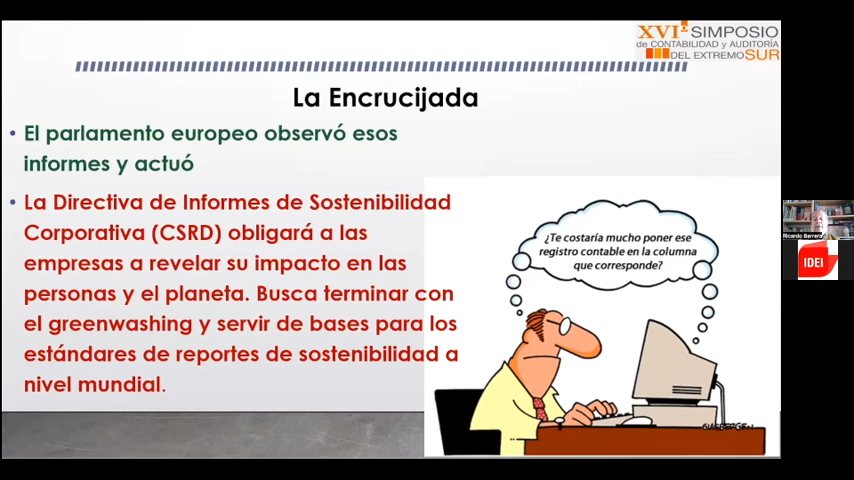 XVI SIMPOSIO
de CONTABILIDAD y AUDITORÍA
DEL EXTREMO SUR
La Encrucijada
• El parlamento europeo observó esos
informes y actuó
• La Directiva de Informes de Sostenibilidad
Corporativa (CSRD) obligará a las
empresas a revelar su impacto en las
personas y el planeta. Busca terminar con
el greenwashing y servir de bases para los
estándares de reportes de sostenibilidad a
nivel mundial.
¿Te costaría mucho poner ese
registro contable en la columna
que corresponde?
GLASBERGEN
Ricardo Barrera
IDEI